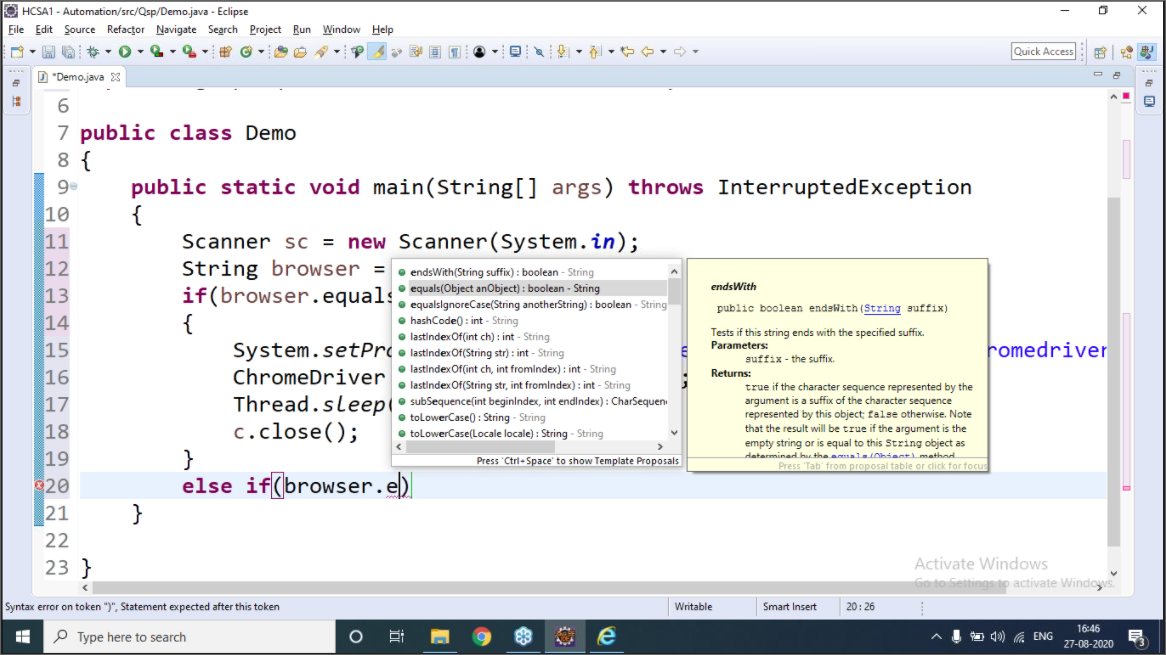 HCSA1 - Automation/src/Qsp/Demo.java - Eclipse
File Edit Source Refactor Navigate Search Project Run Window Help
Quick Access
*Demo.java
6
7 public class Demo
8 {
9 public static void main(String[] args) throws InterruptedException
10 {
11 Scanner sc = new Scanner(System.in);
12 String browser =
13 if(browser.equals
14 {
15 System.setPro romedriver
16 ChromeDriver ;
17 Thread.sleep(
18 c.close();
19 }
20 else if(browser.e)
21 }
22
23 }
endsWith(String suffix) : boolean - String
equals(Object anObject) : boolean - String
equalsIgnoreCase(String anotherString) : boolean - String
hashCode() : int - String
lastIndexOf(int ch) : int - String
lastIndexOf(String str) : int - String
lastIndexOf(int ch, int fromIndex) : int - String
lastIndexOf(String str, int fromIndex) : int - String
subSequence(int beginIndex, int endIndex) : CharSequen
toLowerCase() : String - String
toLowerCase(Locale locale) : String - String
Press 'Ctrl+Space' to show Template Proposals
endsWith
public boolean endsWith(String suffix)
Tests if this string ends with the specified suffix.
Parameters:
suffix - the suffix.
Returns:
true if the character sequence represented by the
argument is a suffix of the character sequence
represented by this object; false otherwise. Note
that the result will be true if the argument is the
empty string or is equal to this String object as
determined by the equals(Object) method.
Press 'Tab' from proposal table or click for focus
Activate Windows
Go to Settings to activate Windows.
Syntax error on token ")", Statement expected after this token
Writable
Smart Insert
20 : 26
Type here to search
ENG
16:46
27-08-2020
3